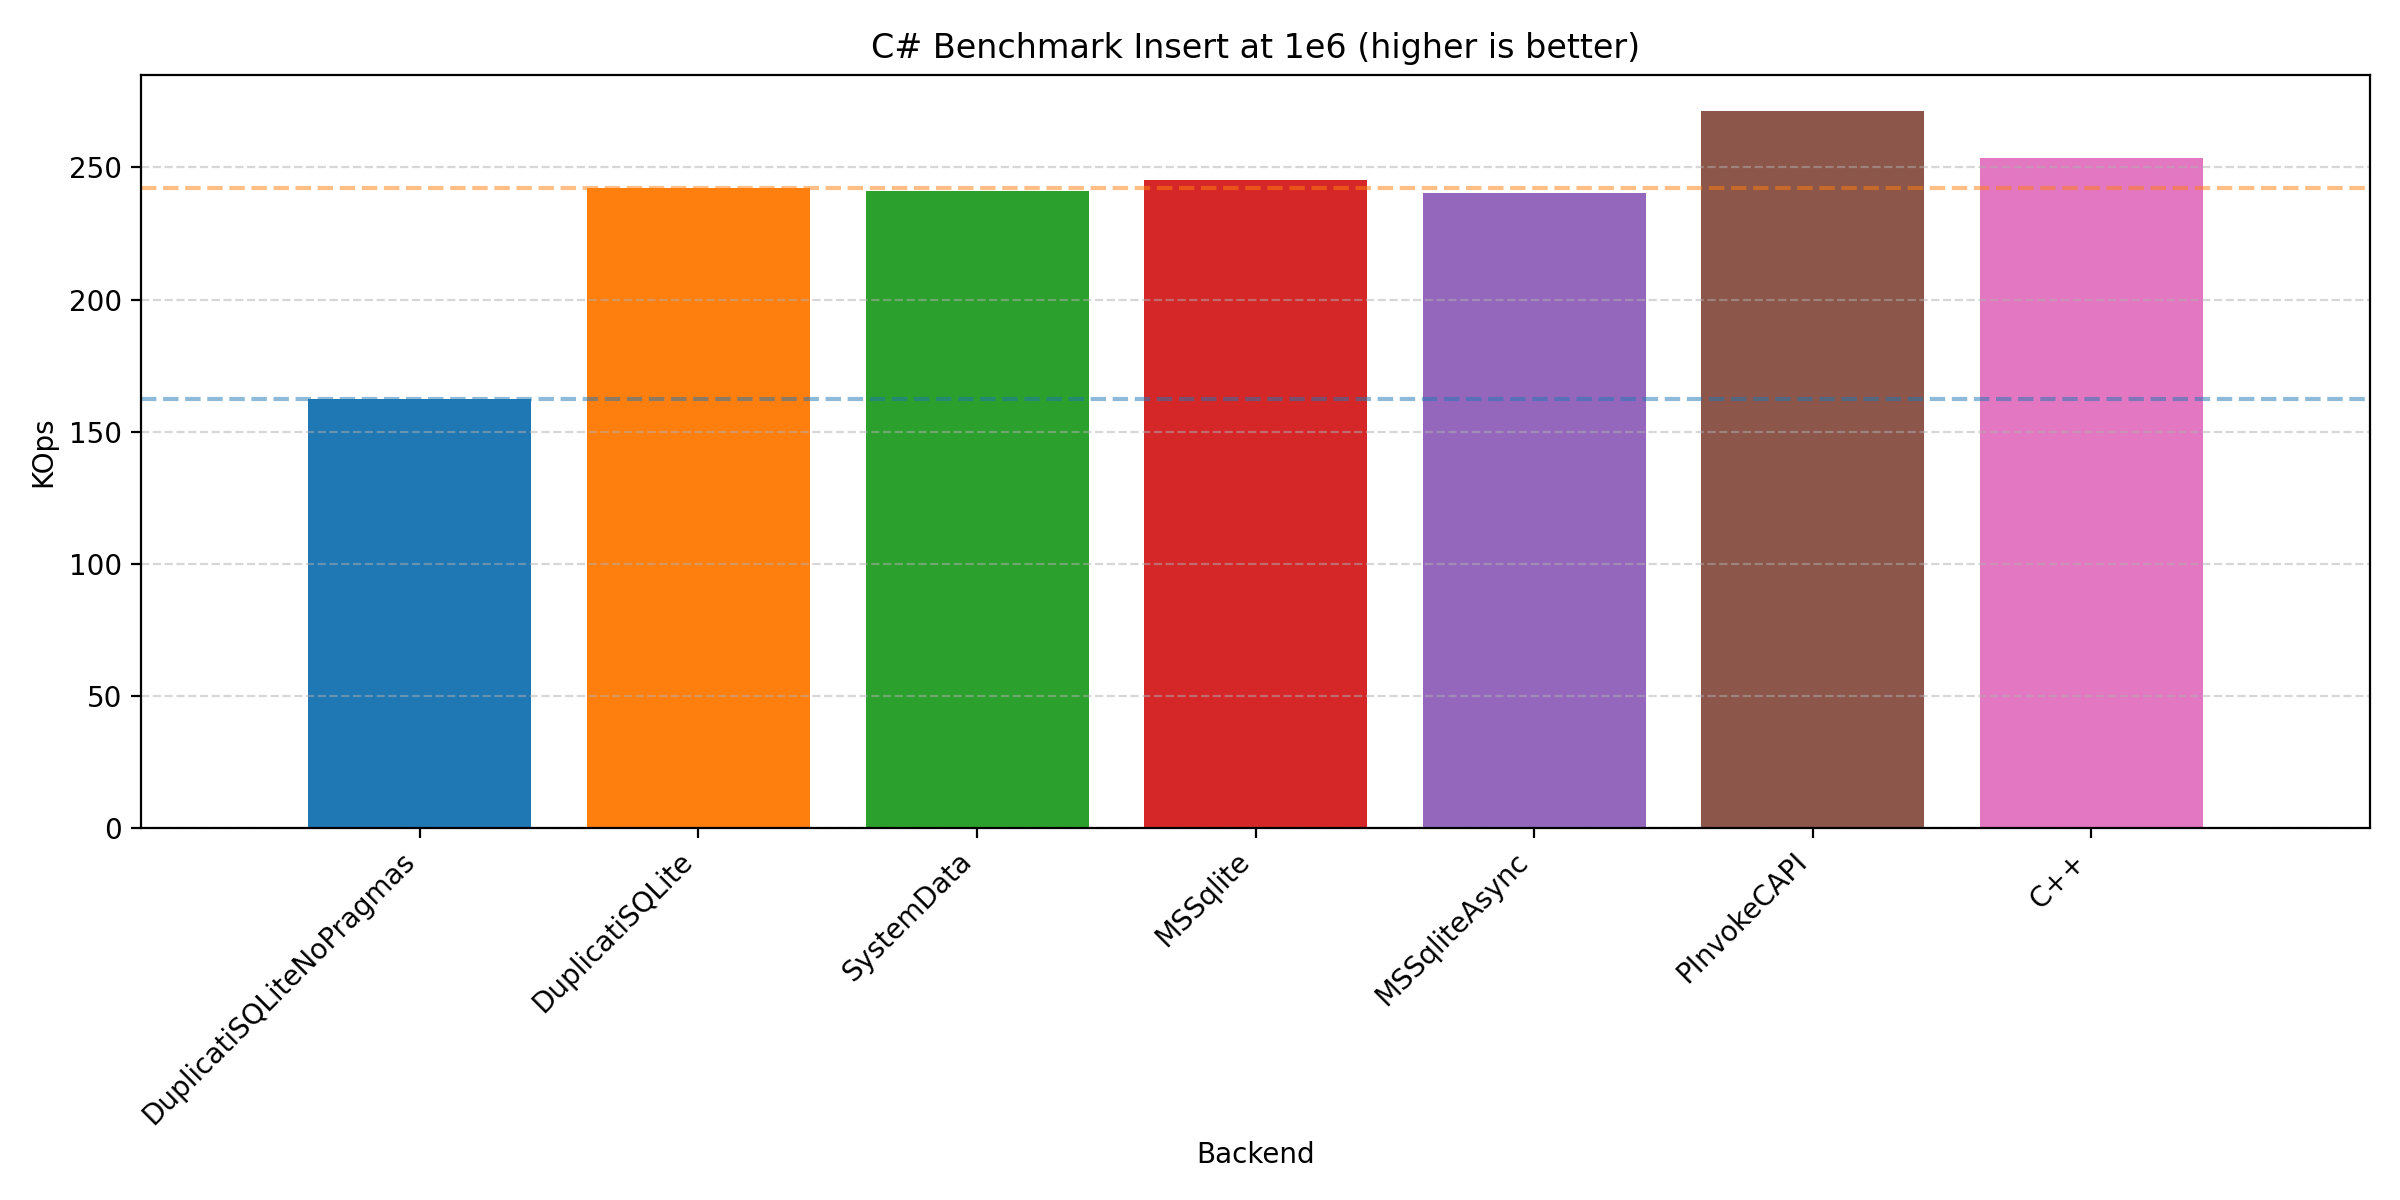 C# Benchmark Insert at 1e6 (higher is better)
KOps
250
200
150
100
50
0
DuplicatiSQLiteNoPragmas
DuplicatiSQLite
SystemData
MSSqlite
MSSqliteAsync
PInvokeCAPI
C++
Backend